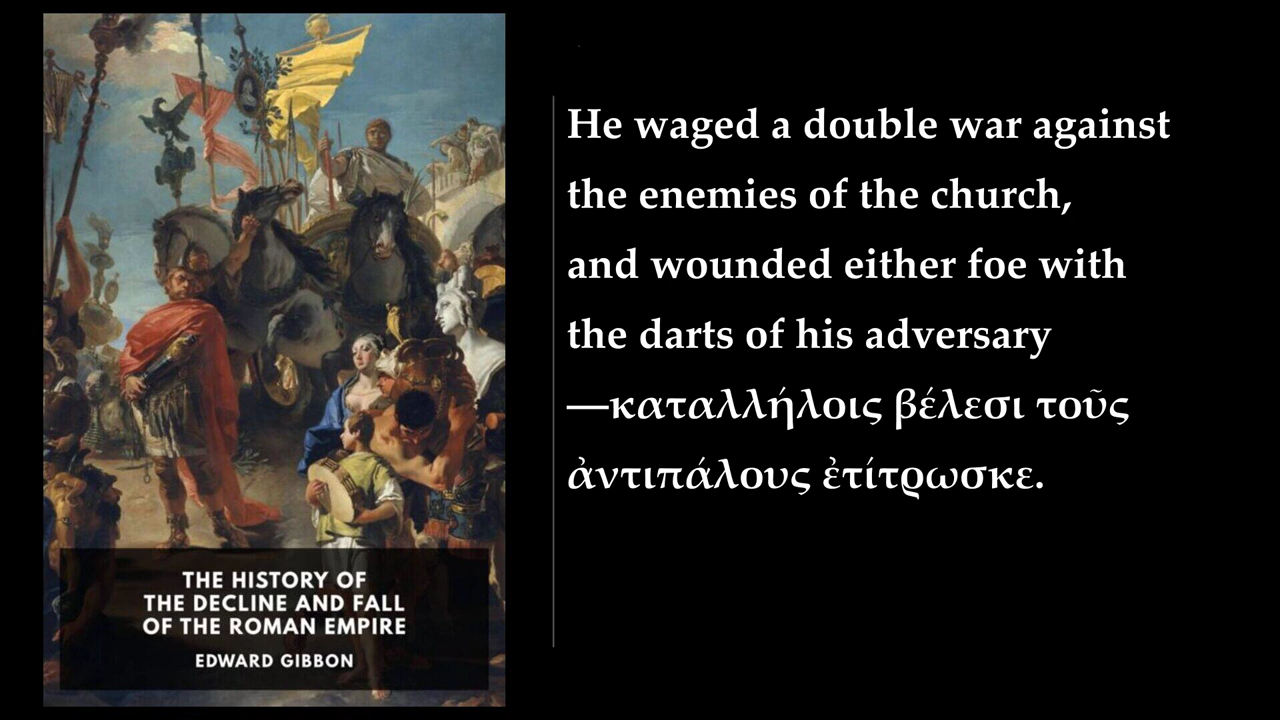 THE HISTORY OF
THE DECLINE AND FALL
OF THE ROMAN EMPIRE
EDWARD GIBBON
He waged a double war against
the enemies of the church,
and wounded either foe with
the darts of his adversary
—καταλλήλοις βέλεσι τοῦς
ἀντιπάλους ἐτίτρωσκε.